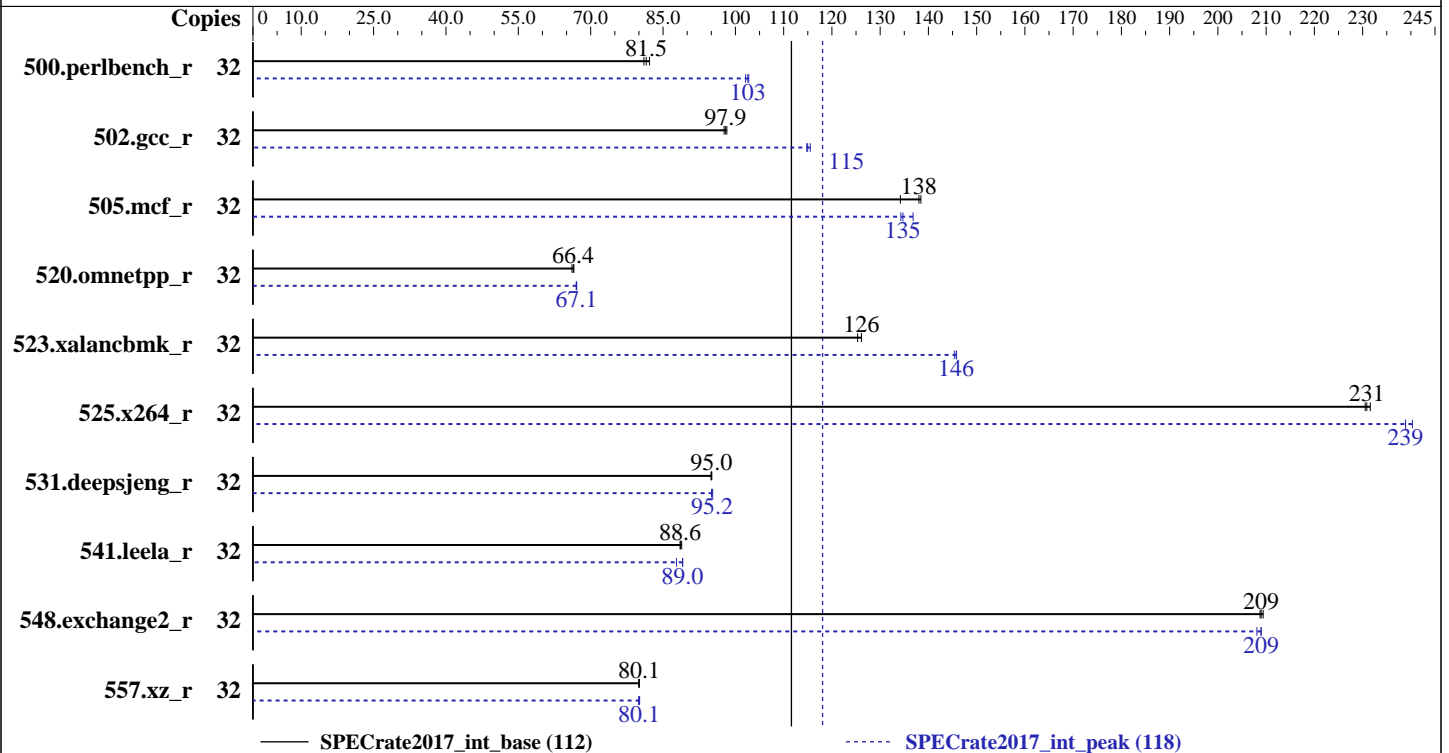 Copies 0 10.0 25.0 40.0 55.0 70.0 85.0 100 110 120 130 140 150 160 170 180 190 200 210 220 230 245
81.5
500.perlbench_r 32
103
97.9
502.gcc_r 32
115
138
505.mcf_r 32
135
66.4
520.omnetpp_r 32
67.1
126
523.xalancbmk_r 32
146
231
525.x264_r 32
239
95.0
531.deepsjeng_r 32
95.2
88.6
541.leela_r 32
89.0
209
548.exchange2_r 32
209
80.1
557.xz_r 32
80.1
SPECrate2017_int_base (112) SPECrate2017_int_peak (118)